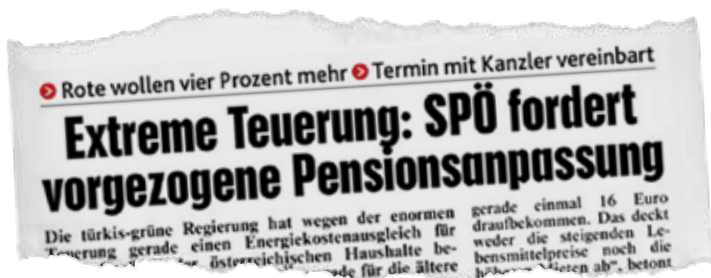 Rote wollen vier Prozent mehr Termin mit Kanzler vereinbart
Extreme Teuerung: SPÖ fordert
vorgezogene Pensionsanpassung
Die türkis-grüne Regierung hat wegen der enormen
Teuerung gerade einen Energiekostenausgleich für
österreichischen Haushalte be-
für die ältere
gerade einmal 16 Euro
draufbekommen. Das deckt
weder die steigenden Le-
bensmittelpreise noch die
ab", betont